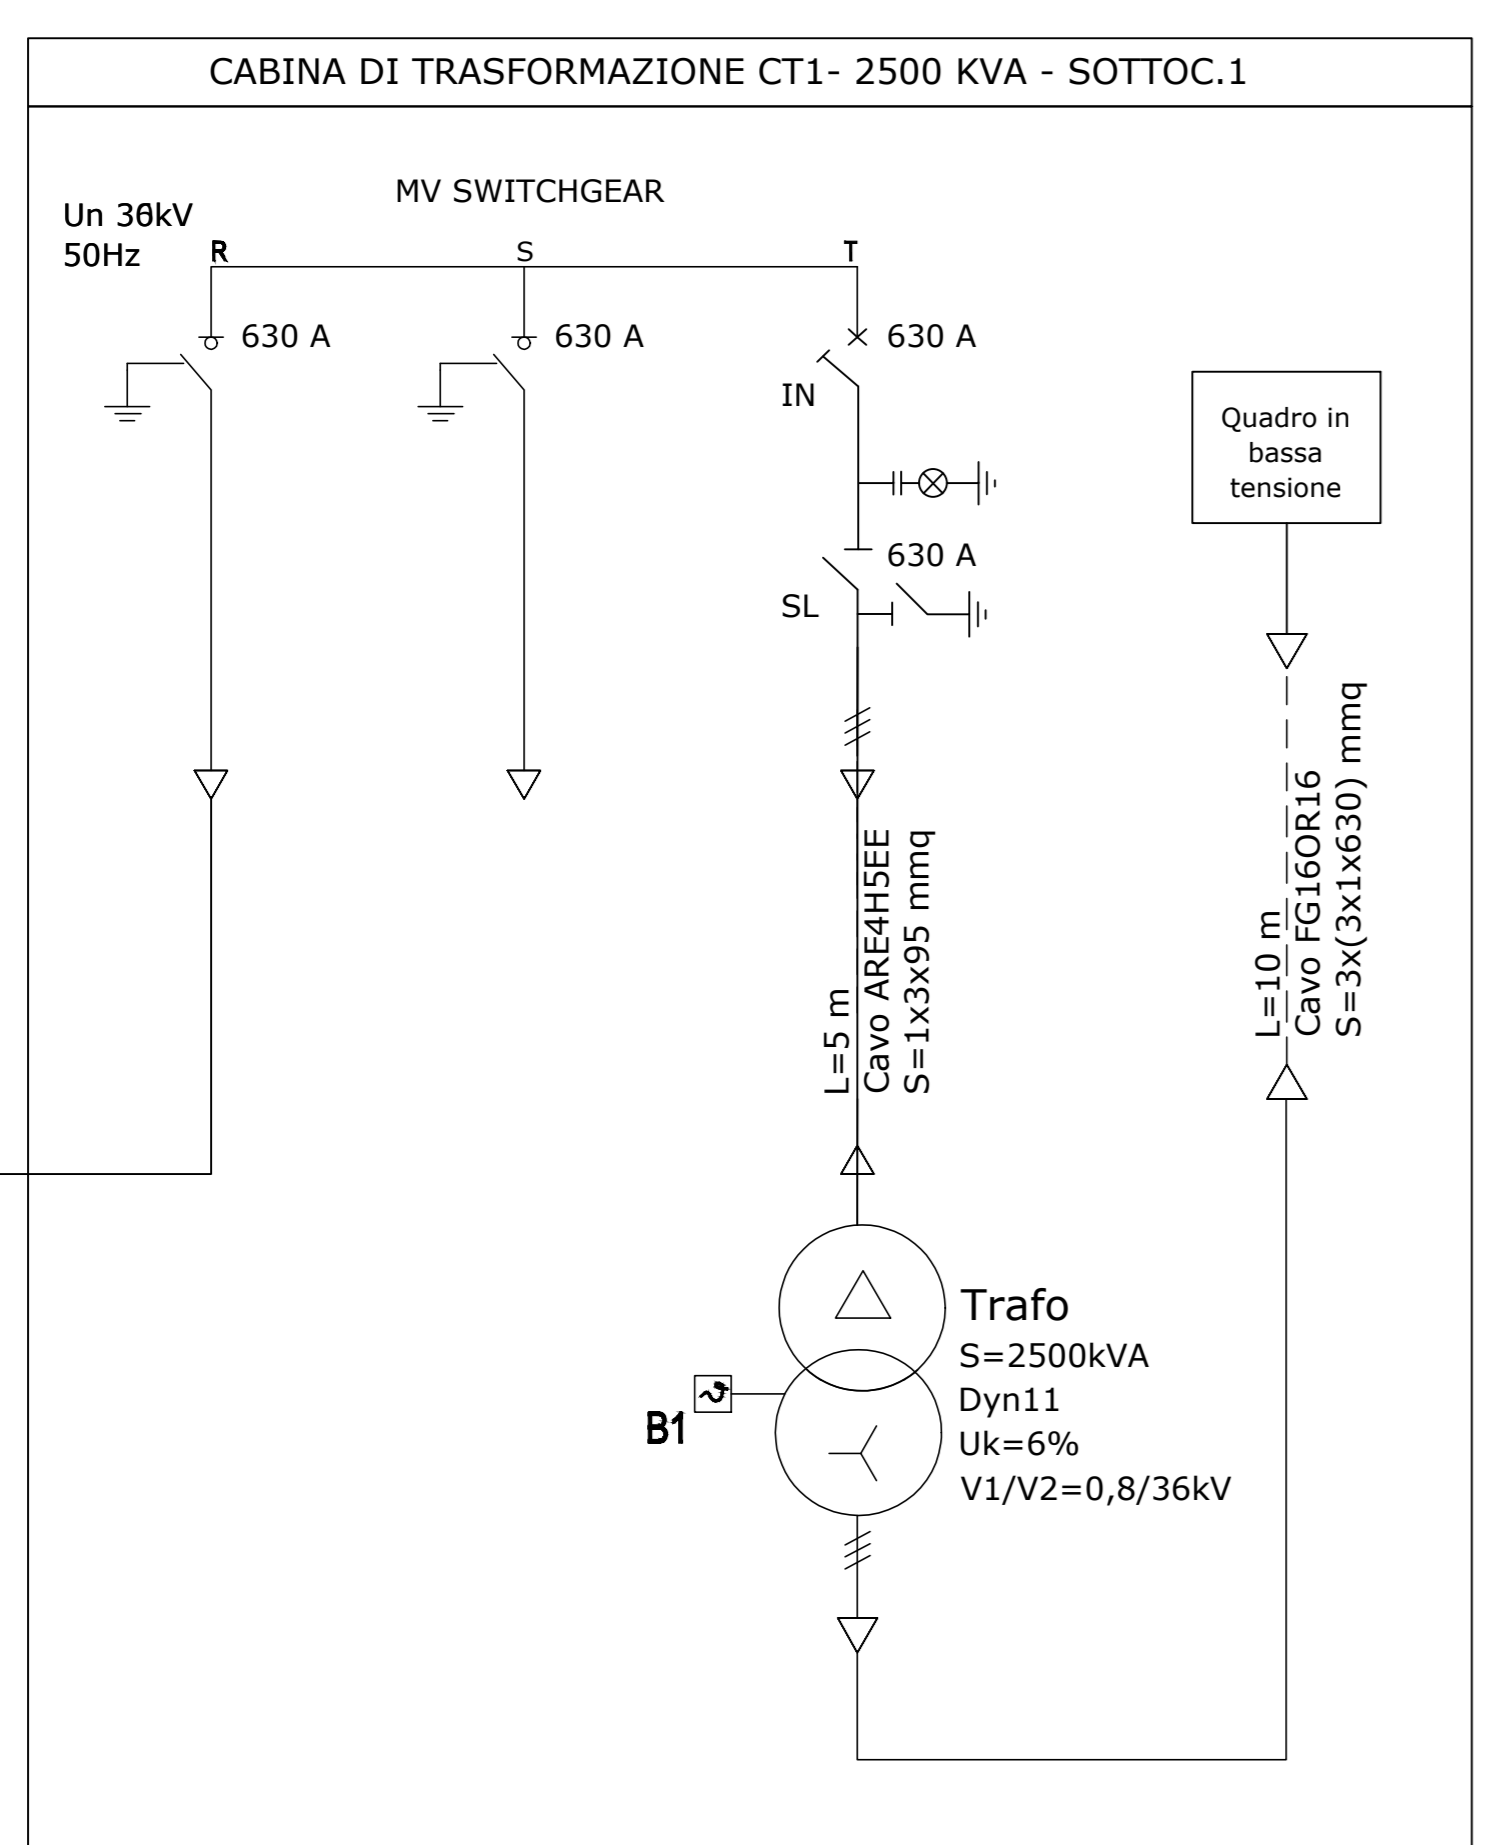 CABINA DI TRASFORMAZIONE CT1- 2500 KVA - SOTTOC.1
MV SWITCHGEAR
Un 36kV
50Hz
R
S
T
630 A
630 A
630 A
IN
Quadro in
bassa
tensione
630 A
SL
L=5 m
Cavo ARE4H5EE
S=1x3x95 mmq
L=10 m
Cavo FG16OR16
S=3x(3x1x630) mmq
Trafo
S=2500kVA
Dyn11
Uk=6%
V1/V2=0,8/36kV
B1